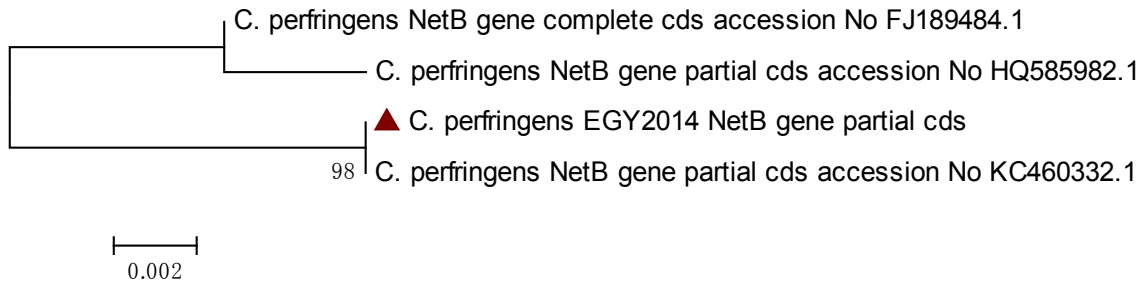 C. perfringens NetB gene complete cds accession No FJ189484.1
C. perfringens NetB gene partial cds accession No HQ585982.1
C. perfringens EGY2014 NetB gene partial cds
98 C. perfringens NetB gene partial cds accession No KC460332.1
0.002